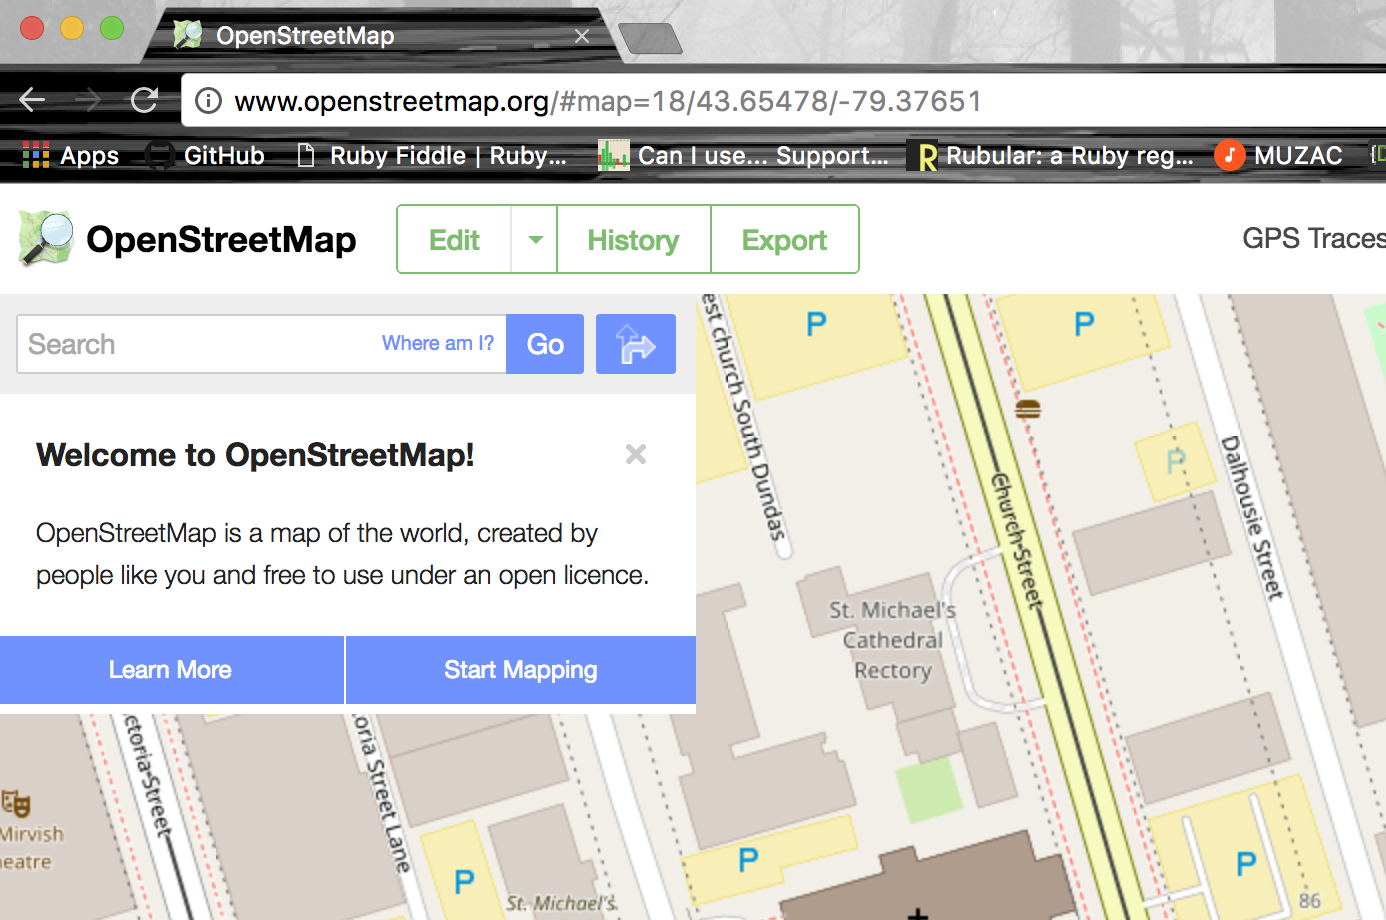 OpenStreetMap
www.openstreetmap.org/#map=18/43.65478/-79.37651
Apps
GitHub
Ruby Fiddle | Ruby...
Can I use... Support...
Rubular: a Ruby reg...
MUZAC
OpenStreetMap
Edit
History
Export
GPS Traces
Search
Where am I?
Go
Welcome to OpenStreetMap!
OpenStreetMap is a map of the world, created by
people like you and free to use under an open licence.
Learn More
Start Mapping
est church South Dundas
P
P
P
Church Street
Dalhousie Street
St. Michael's
Cathedral
Rectory
ctoria Street
oria Street Lane
Mirvish
eatre
P
P
P
St. Michael's
86